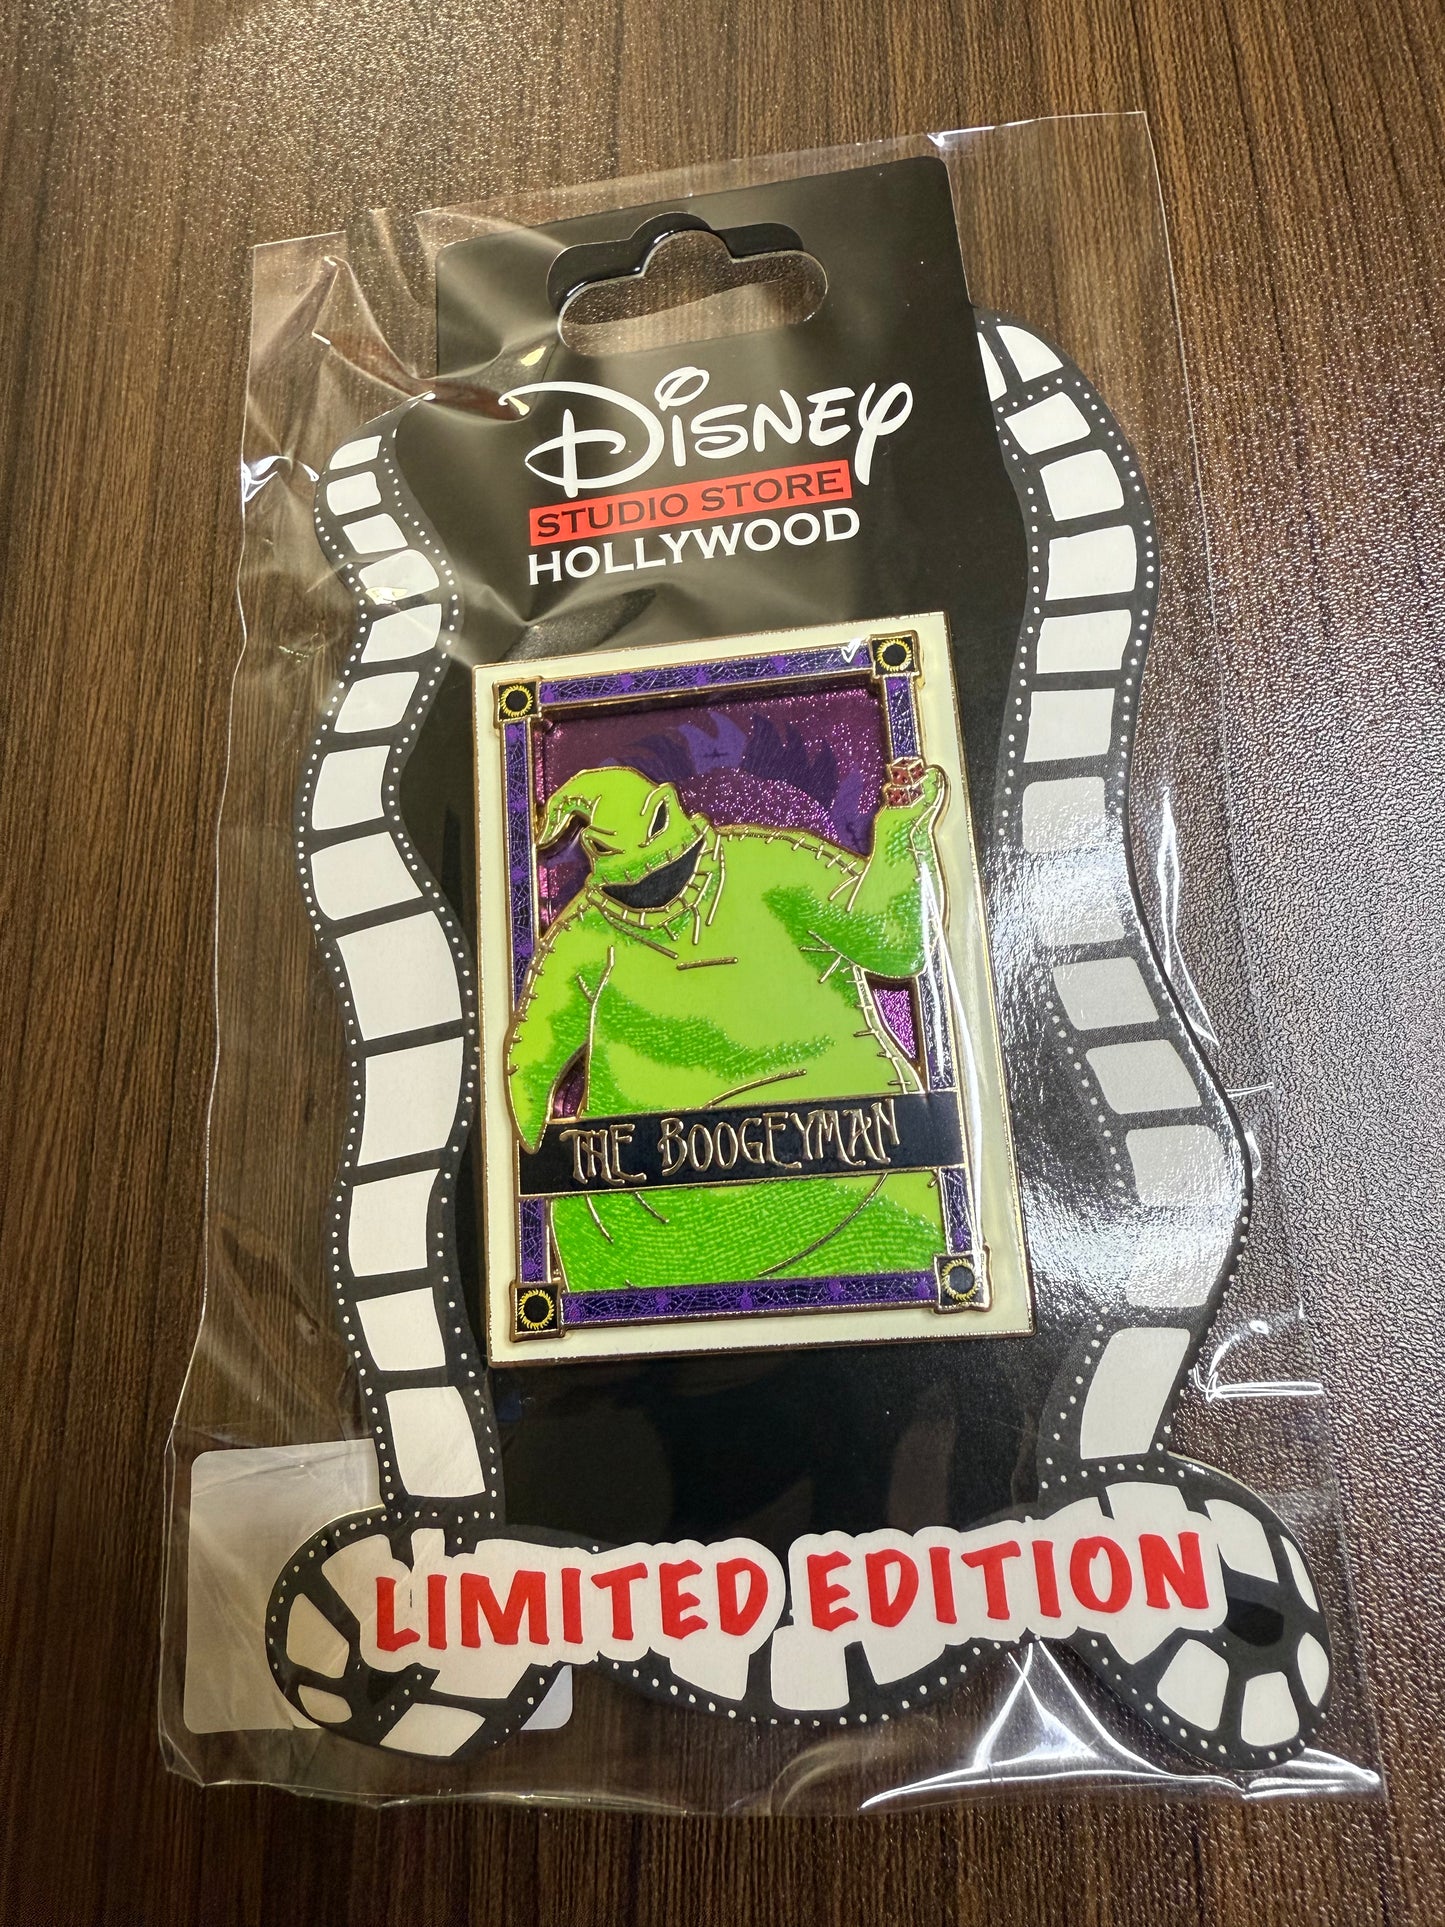 Disney
STUDIO STORE
HOLLYWOOD
THE BOOGEYMAN
LIMITED EDITION